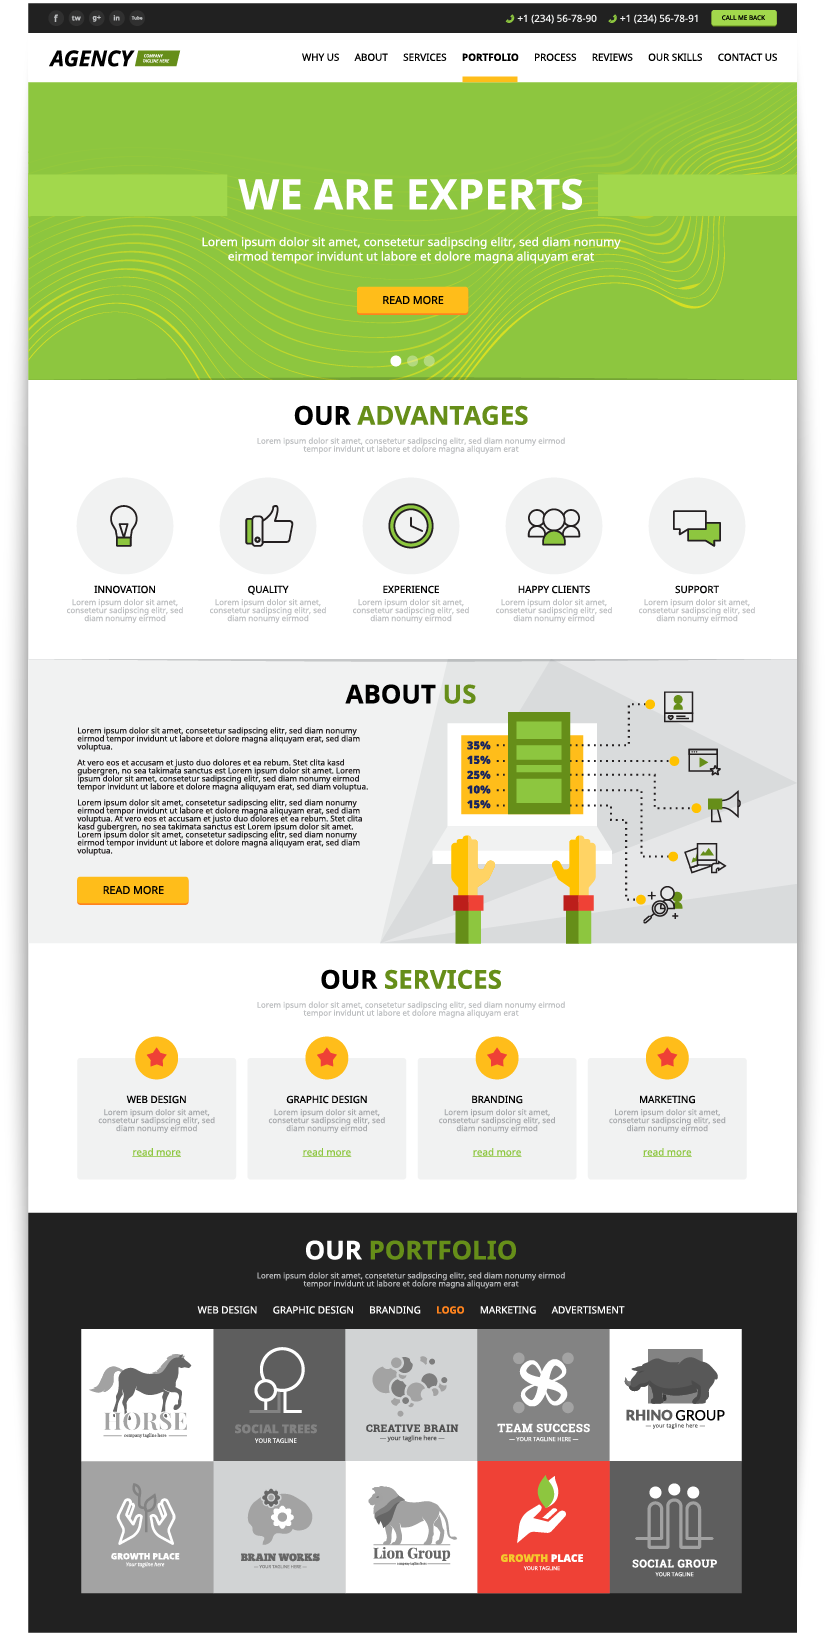 f tw g+ in Tube
+1 (234) 56-78-90 +1 (234) 56-78-91 CALL ME BACK
AGENCY COMPANY
TAGLINE HERE
WHY US ABOUT SERVICES PORTFOLIO PROCESS REVIEWS OUR SKILLS CONTACT US
WE ARE EXPERTS
Lorem ipsum dolor sit amet, consetetur sadipscing elitr, sed diam nonumy
eirmod tempor invidunt ut labore et dolore magna aliquyam erat
READ MORE
OUR ADVANTAGES
Lorem ipsum dolor sit amet, consetetur sadipscing elitr, sed diam nonumy eirmod
tempor invidunt ut labore et dolore magna aliquyam erat
INNOVATION
Lorem ipsum dolor sit amet,
consetetur sadipscing elitr, sed
diam nonumy eirmod
QUALITY
Lorem ipsum dolor sit amet,
consetetur sadipscing elitr, sed
diam nonumy eirmod
EXPERIENCE
Lorem ipsum dolor sit amet,
consetetur sadipscing elitr, sed
diam nonumy eirmod
HAPPY CLIENTS
Lorem ipsum dolor sit amet,
consetetur sadipscing elitr, sed
diam nonumy eirmod
SUPPORT
Lorem ipsum dolor sit amet,
consetetur sadipscing elitr, sed
diam nonumy eirmod
ABOUT US
Lorem ipsum dolor sit amet, consetetur sadipscing elitr, sed diam nonumy
eirmod tempor invidunt ut labore et dolore magna aliquyam erat, sed diam
voluptua.
At vero eos et accusam et justo duo dolores et ea rebum. Stet clita kasd
gubergren, no sea takimata sanctus est Lorem ipsum dolor sit amet. Lorem
ipsum dolor sit amet, consetetur sadipscing elitr, sed diam nonumy eirmod
tempor invidunt ut labore et dolore magna aliquyam erat, sed diam voluptua.
Lorem ipsum dolor sit amet, consetetur sadipscing elitr, sed diam nonumy
eirmod tempor invidunt ut labore et dolore magna aliquyam erat, sed diam
voluptua. At vero eos et accusam et justo duo dolores et ea rebum. Stet clita
kasd gubergren, no sea takimata sanctus est Lorem ipsum dolor sit amet.
Lorem ipsum dolor sit amet, consetetur sadipscing elitr, sed diam nonumy
eirmod tempor invidunt ut labore et dolore magna aliquyam erat, sed diam
voluptua.
READ MORE
35%
15%
25%
10%
15%
OUR SERVICES
Lorem ipsum dolor sit amet, consetetur sadipscing elitr, sed diam nonumy eirmod
tempor invidunt ut labore et dolore magna aliquyam erat
WEB DESIGN
Lorem ipsum dolor sit amet,
consetetur sadipscing elitr, sed
diam nonumy eirmod
read more
GRAPHIC DESIGN
Lorem ipsum dolor sit amet,
consetetur sadipscing elitr, sed
diam nonumy eirmod
read more
BRANDING
Lorem ipsum dolor sit amet,
consetetur sadipscing elitr, sed
diam nonumy eirmod
read more
MARKETING
Lorem ipsum dolor sit amet,
consetetur sadipscing elitr, sed
diam nonumy eirmod
read more
OUR PORTFOLIO
Lorem ipsum dolor sit amet, consetetur sadipscing elitr, sed diam nonumy eirmod
tempor invidunt ut labore et dolore magna aliquyam erat
WEB DESIGN GRAPHIC DESIGN BRANDING LOGO MARKETING ADVERTISMENT
HORSE
company tagline here
SOCIAL TREES
YOUR TAGLINE
CREATIVE BRAIN
— your tagline here —
TEAM SUCCESS
— YOUR TAGLINE HERE —
RHINO GROUP
— your tagline here —
GROWTH PLACE
Your tagline here
BRAIN WORKS
— YOUR TAGLINE HERE —
Lion Group
company tagline here
GROWTH PLACE
YOUR TAGLINE HERE
SOCIAL GROUP
YOUR TAGLINE